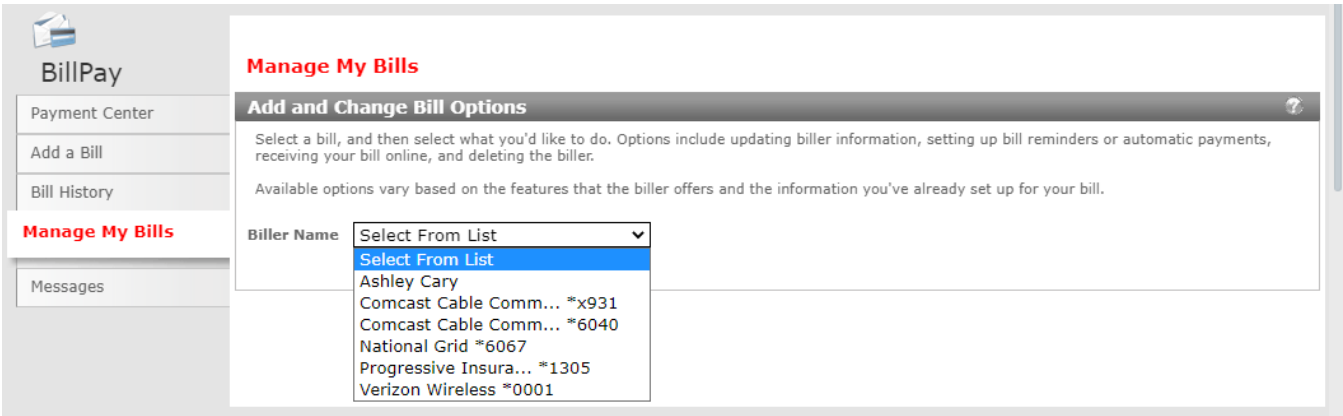 BillPay
Payment Center
Add a Bill
Bill History
Manage My Bills
Messages
Manage My Bills
Add and Change Bill Options
?
Select a bill, and then select what you'd like to do. Options include updating biller information, setting up bill reminders or automatic payments,
receiving your bill online, and deleting the biller.
Available options vary based on the features that the biller offers and the information you've already set up for your bill.
Biller Name Select From List
Select From List
Ashley Cary
Comcast Cable Comm... *x931
Comcast Cable Comm... *6040
National Grid *6067
Progressive Insura... *1305
Verizon Wireless *0001